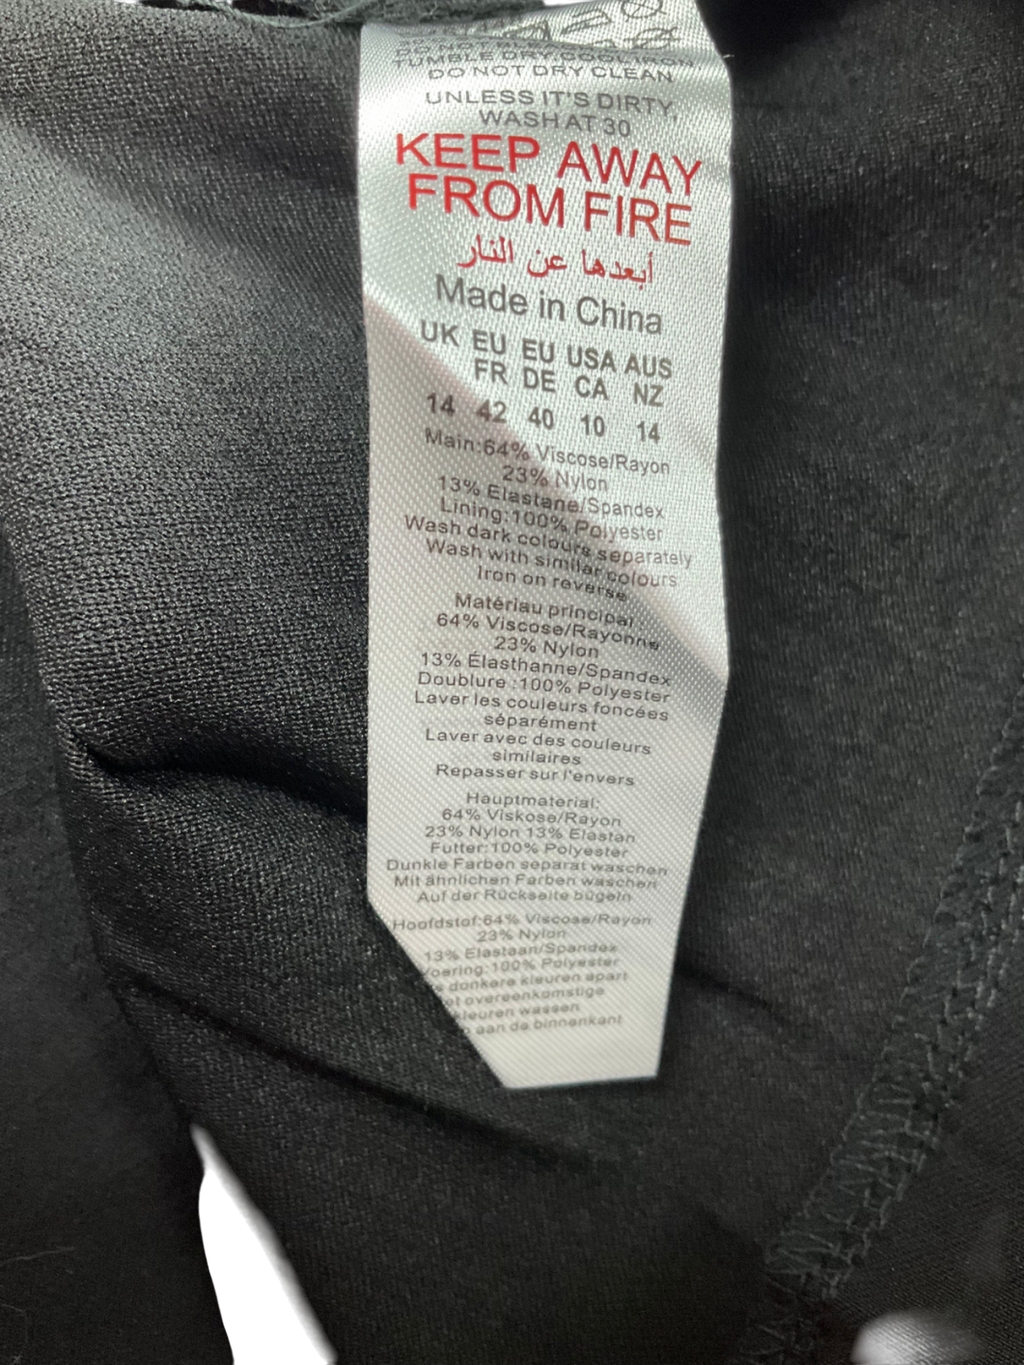 TUMBLE DRY COOL IRON
DO NOT DRY CLEAN
UNLESS IT'S DIRTY,
WASH AT 30
KEEP AWAY
FROM FIRE
أبعدها عن النار
Made in China
UK EU EU USA AUS
FR DE CA NZ
14 42 40 10 14
Main:64% Viscose/Rayon
23% Nylon
13% Elastane/Spandex
Lining:100% Polyester
Wash dark colours separately
Wash with similar colours
Iron on reverse
Matériau principal
64% Viscose/Rayonne
23% Nylon
13% Élasthanne/Spandex
Doublure :100% Polyester
Laver les couleurs foncées
séparément
Laver avec des couleurs
similaires
Repasser sur l'envers
Hauptmaterial:
64% Viskose/Rayon
23% Nylon 13% Elastan
Futter:100% Polyester
Dunkle Farben separat waschen
Mit ähnlichen Farben waschen
Auf der Rückseite bügeln
Hoofdstof:64% Viscose/Rayon
23% Nylon
13% Elastaan/Spandex
Voering:100% Polyester
donkere kleuren apart
overeenkomstige
kleuren wassen
aan de binnenkant